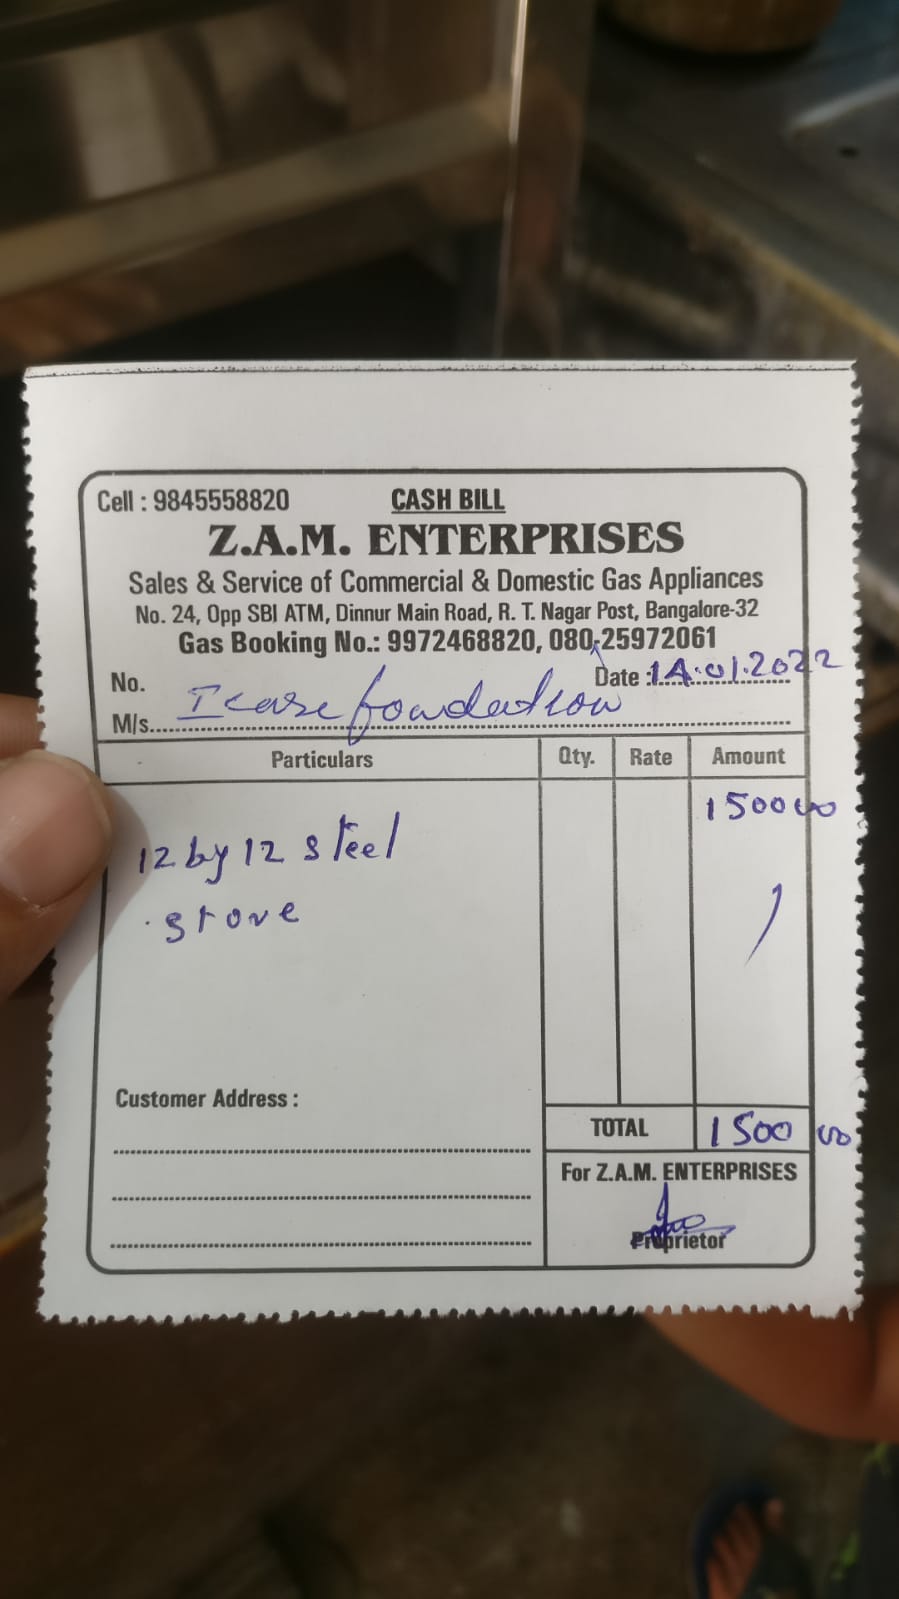 Cell : 9845558820 CASH BILL
Z.A.M. ENTERPRISES
Sales & Service of Commercial & Domestic Gas Appliances
No. 24, Opp SBI ATM, Dinnur Main Road, R. T. Nagar Post, Bangalore-32
Gas Booking No.: 9972468820, 080-25972061
No. Date : 14.01.2022
M/s. Icare foundation
Particulars Qty. Rate Amount
1500 00
12 by 12 steel
stove
Customer Address :
TOTAL 1500 00
For Z.A.M. ENTERPRISES
Proprietor